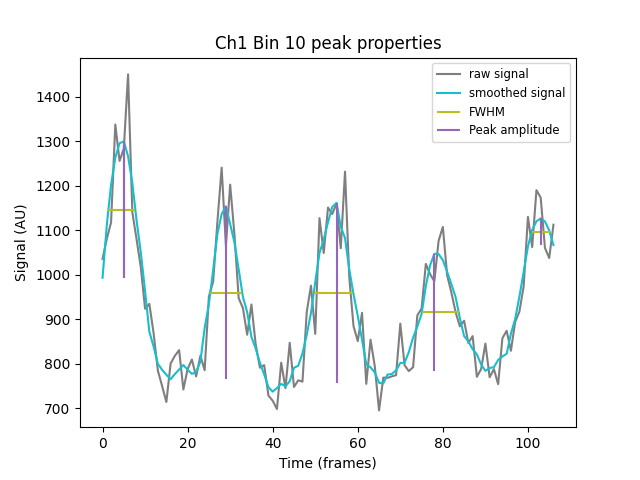 Ch1 Bin 10 peak properties
raw signal
smoothed signal
FWHM
Peak amplitude
Signal (AU)
1400
1300
1200
1100
1000
900
800
700
0 20 40 60 80 100
Time (frames)